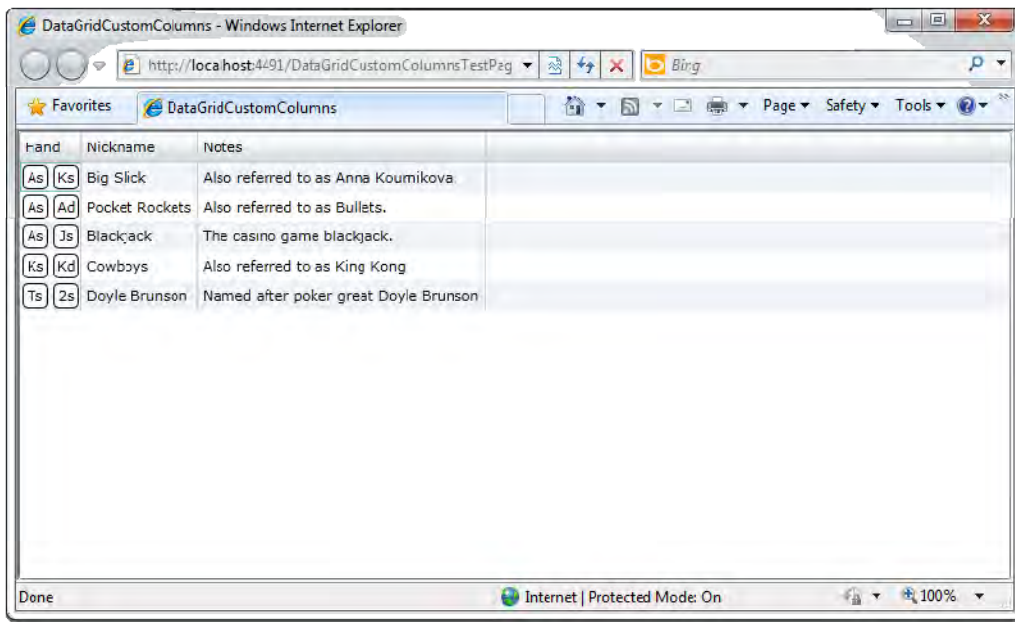 DataGridCustomColumns - Windows Internet Explorer
http://localhost:4491/DataGridCustomColumnsTestPag
Bing
Favorites DataGridCustomColumns Page Safety Tools
Hand Nickname Notes
As Ks Big Slick Also referred to as Anna Kournikova
As Ad Pocket Rockets Also referred to as Bullets.
As Js Blackjack The casino game blackjack.
Ks Kd Cowboys Also referred to as King Kong
Ts 2s Doyle Brunson Named after poker great Doyle Brunson
Done Internet | Protected Mode: On 100%